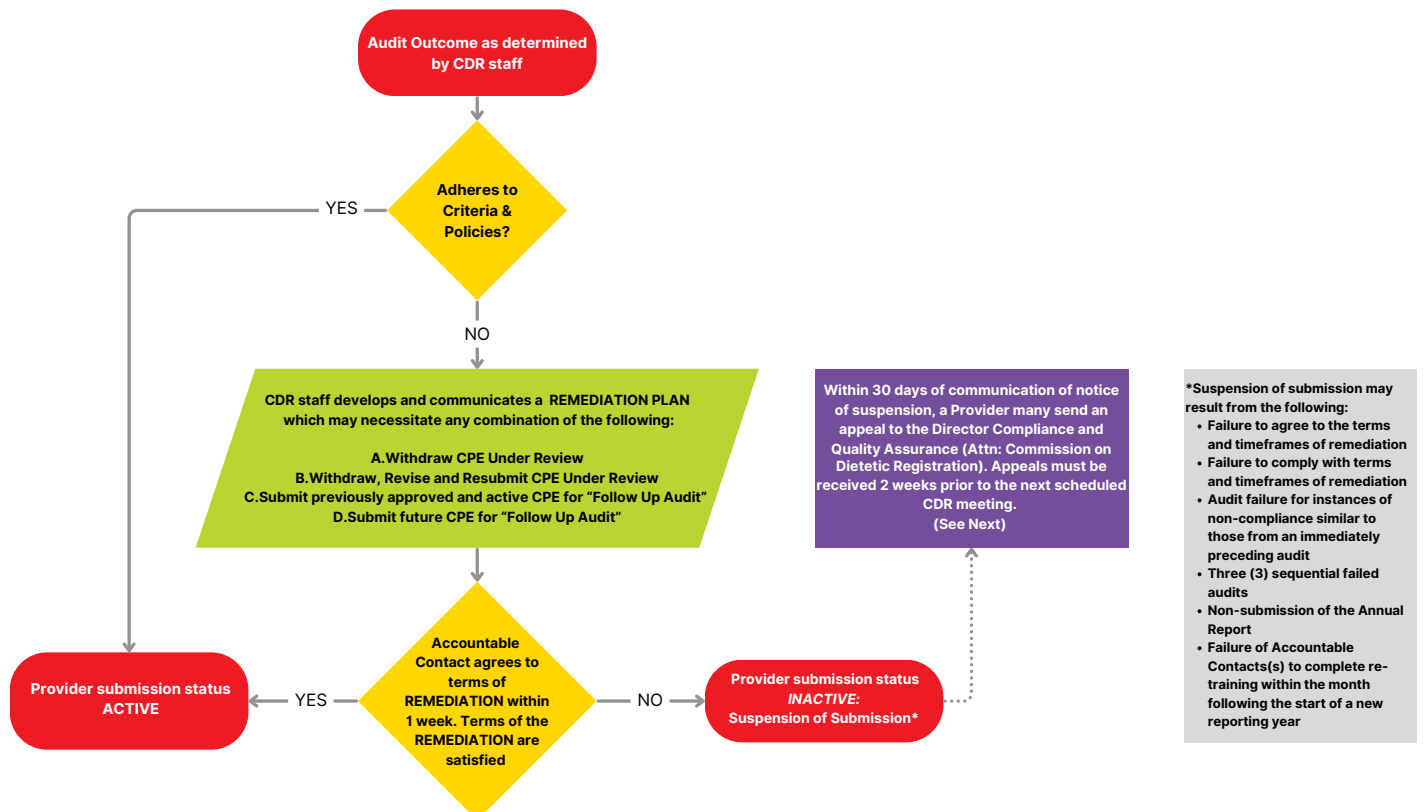 Audit Outcome as determined
by CDR staff
Adheres to
Criteria &
Policies?
YES
NO
CDR staff develops and communicates a REMEDIATION PLAN
which may necessitate any combination of the following:
A.Withdraw CPE Under Review
B.Withdraw, Revise and Resubmit CPE Under Review
C.Submit previously approved and active CPE for “Follow Up Audit”
D.Submit future CPE for “Follow Up Audit”
Within 30 days of communication of notice
of suspension, a Provider many send an
appeal to the Director Compliance and
Quality Assurance (Attn: Commission on
Dietetic Registration). Appeals must be
received 2 weeks prior to the next scheduled
CDR meeting.
(See Next)
*Suspension of submission may
result from the following:
• Failure to agree to the terms
and timeframes of remediation
• Failure to comply with terms
and timeframes of remediation
• Audit failure for instances of
non-compliance similar to
those from an immediately
preceding audit
• Three (3) sequential failed
audits
• Non-submission of the Annual
Report
• Failure of Accountable
Contacts(s) to complete re-
training within the month
following the start of a new
reporting year
Accountable
Contact agrees to
terms of
REMEDIATION within
1 week. Terms of the
REMEDIATION are
satisfied
YES
NO
Provider submission status
ACTIVE
Provider submission status
INACTIVE:
Suspension of Submission*